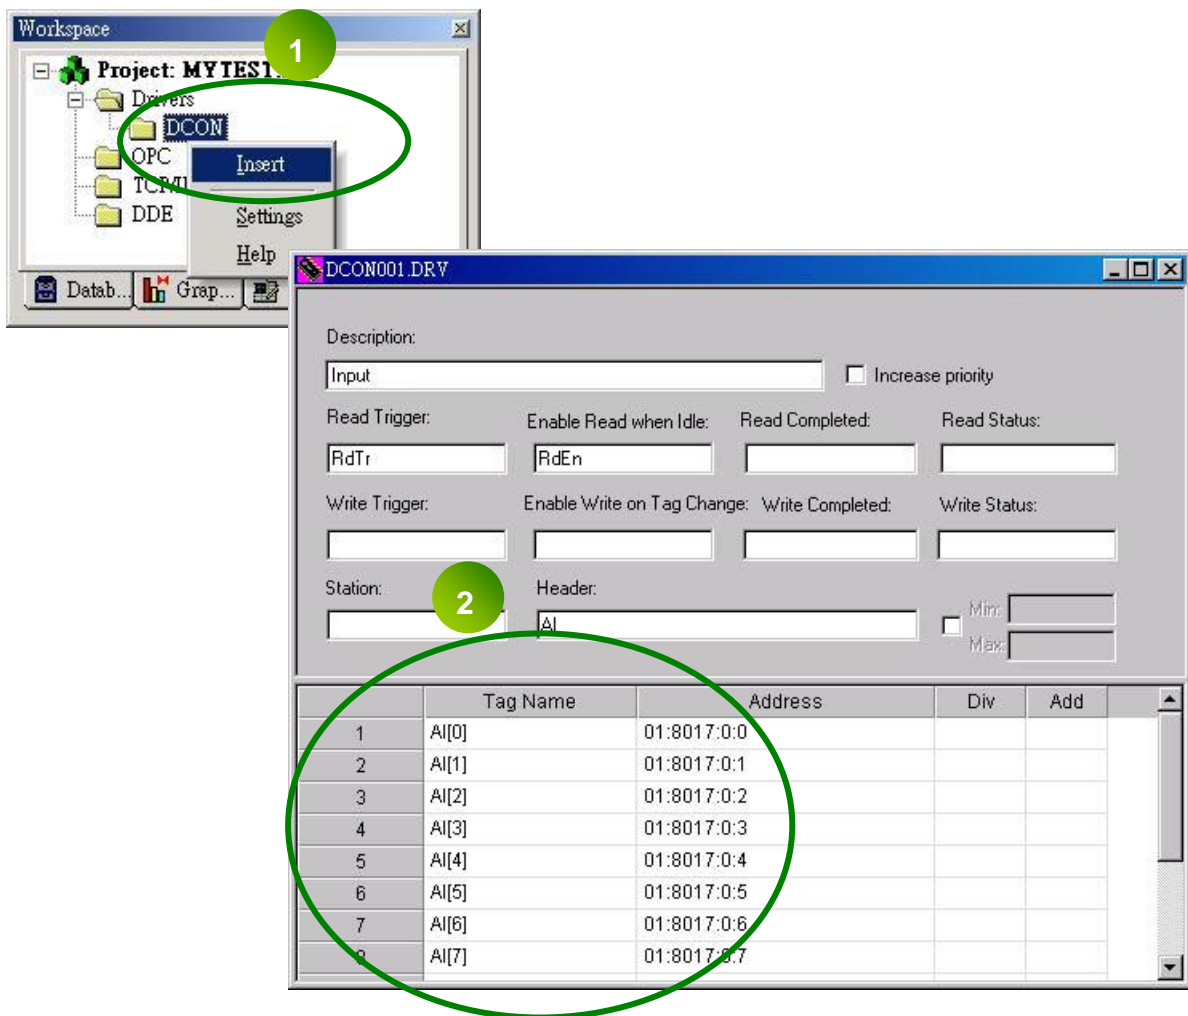 Workspace
1
Project: MYTEST
Drivers
DCON
OPC
Insert
DDE
Settings
Help
Datab...
Grap...
DCON001.DRV
Description:
Input
Increase priority
Read Trigger:
Enable Read when Idle:
Read Completed:
Read Status:
RdTr
RdEn
Write Trigger:
Enable Write on Tag Change:
Write Completed:
Write Status:
Station:
2
Header:
AI
Min:
Max:
Tag Name Address Div Add
1 AI[0] 01:8017:0:0
2 AI[1] 01:8017:0:1
3 AI[2] 01:8017:0:2
4 AI[3] 01:8017:0:3
5 AI[4] 01:8017:0:4
6 AI[5] 01:8017:0:5
7 AI[6] 01:8017:0:6
8 AI[7] 01:8017:0:7